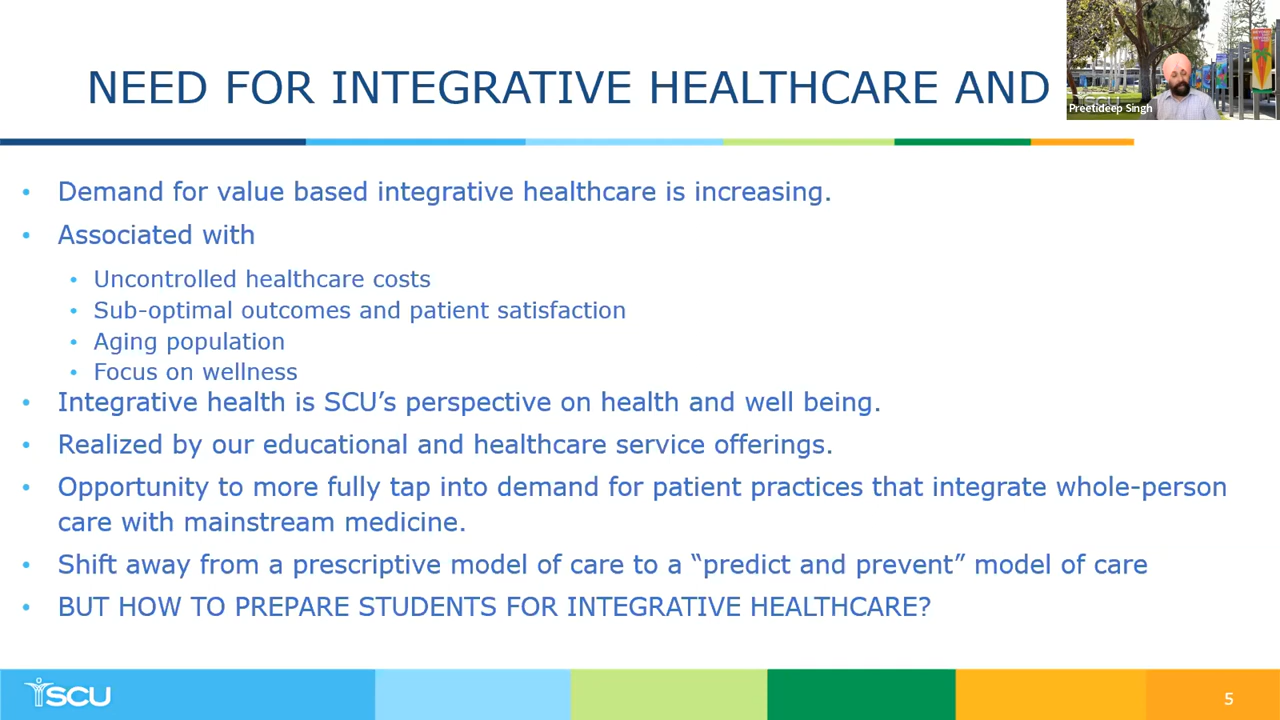 NEED FOR INTEGRATIVE HEALTHCARE AND
Preetideep Singh
• Demand for value based integrative healthcare is increasing.
• Associated with
• Uncontrolled healthcare costs
• Sub-optimal outcomes and patient satisfaction
• Aging population
• Focus on wellness
• Integrative health is SCU’s perspective on health and well being.
• Realized by our educational and healthcare service offerings.
• Opportunity to more fully tap into demand for patient practices that integrate whole-person
care with mainstream medicine.
• Shift away from a prescriptive model of care to a “predict and prevent” model of care
• BUT HOW TO PREPARE STUDENTS FOR INTEGRATIVE HEALTHCARE?
SCU
5